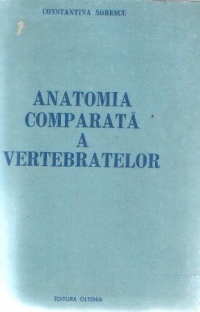 CONSTANTINA SORESCU
ANATOMIA
COMPARATĂ
A
VERTEBRATELOR
EDITURA OLTENIA